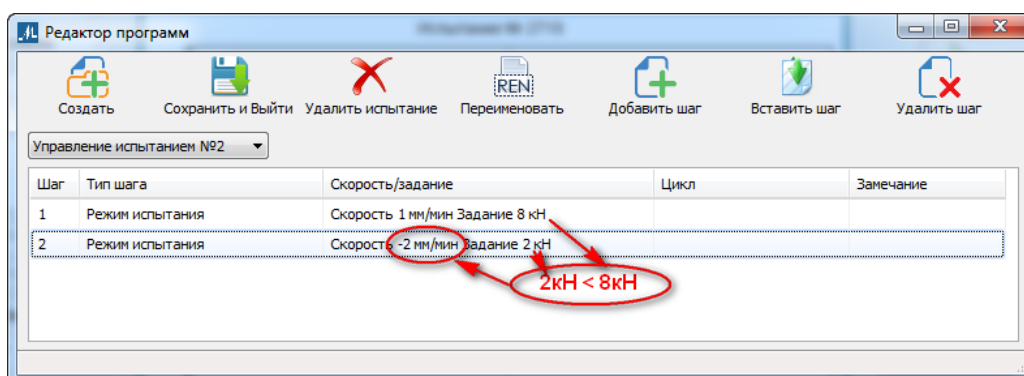 Редактор программ
Создать Сохранить и Выйти Удалить испытание REN Переименовать Добавить шаг Вставить шаг Удалить шаг
Управление испытанием №2
Шаг Тип шага Скорость/задание Цикл Замечание
1 Режим испытания Скорость 1 мм/мин Задание 8 кН
2 Режим испытания Скорость -2 мм/мин Задание 2 кН
2кН < 8кН